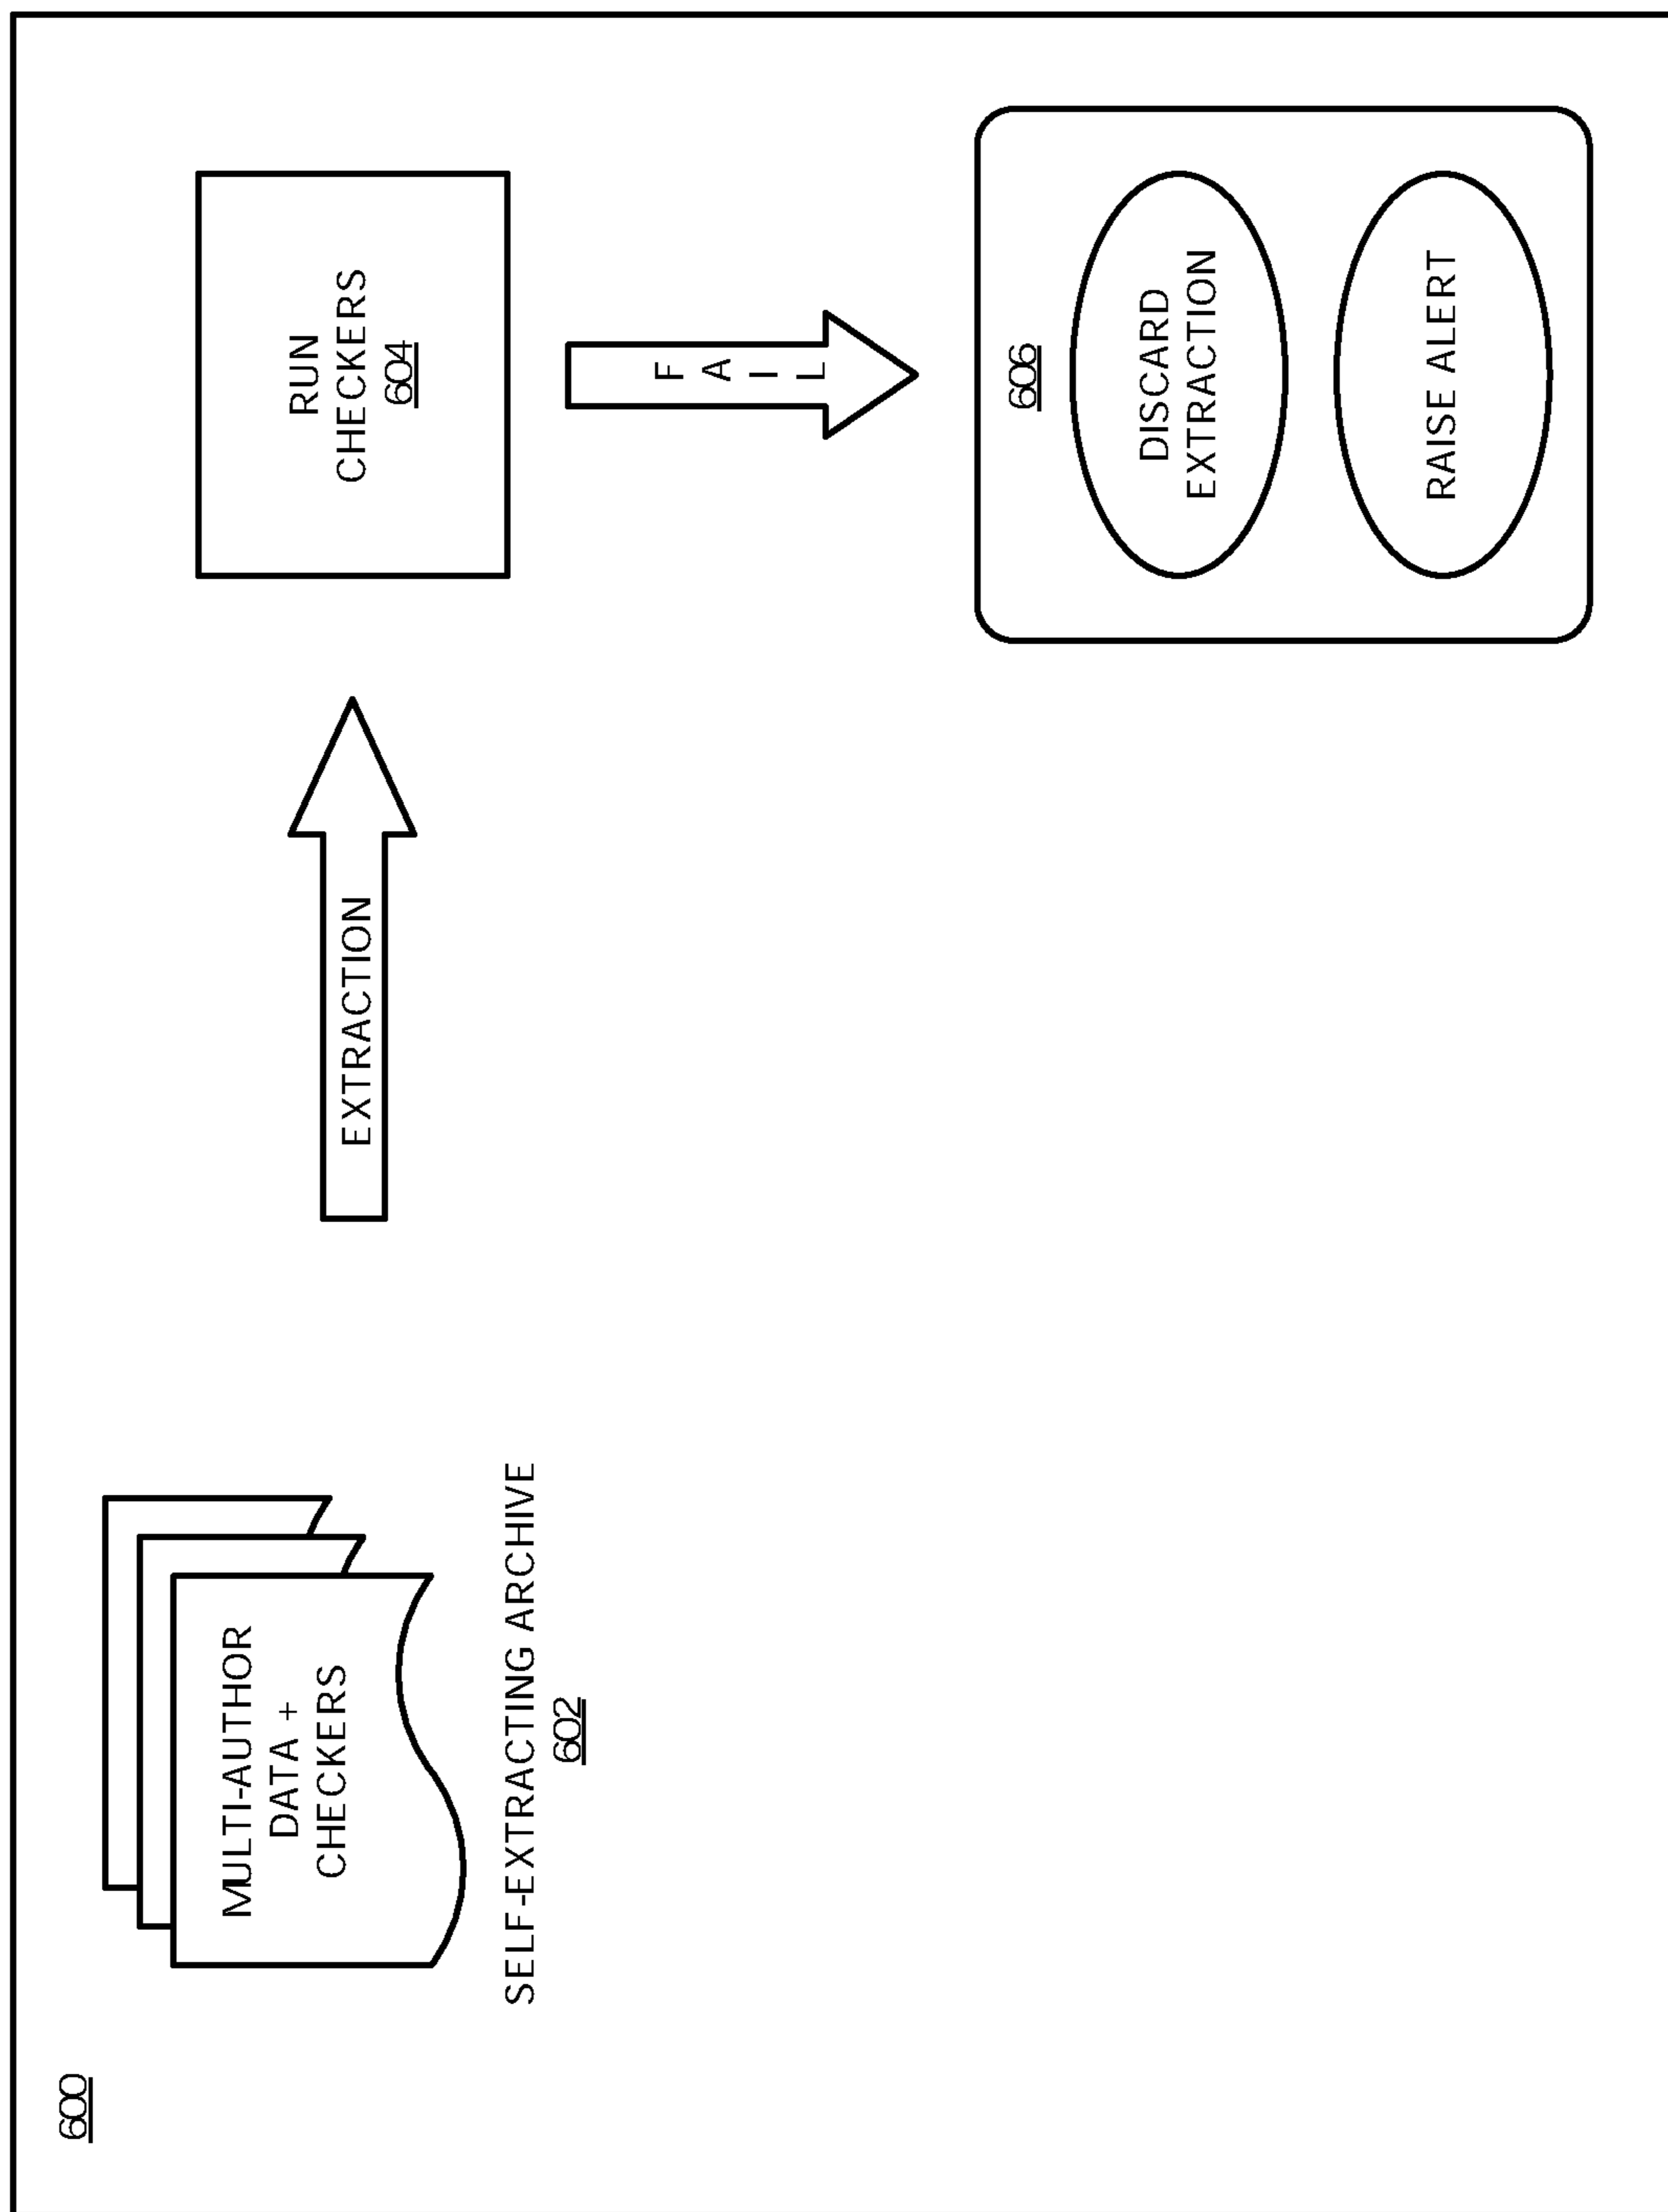 600
MULTI-AUTHOR
DATA +
CHECKERS
SELF-EXTRACTING ARCHIVE
602
EXTRACTION
RUN
CHECKERS
604
F
A
I
L
606
DISCARD
EXTRACTION
RAISE ALERT